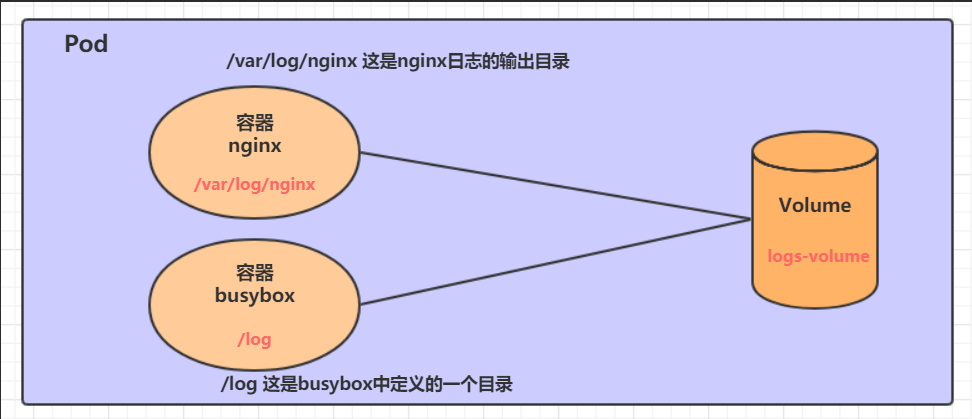 Pod
/var/log/nginx 这是nginx日志的输出目录
容器
nginx
/var/log/nginx
Volume
logs-volume
容器
busybox
/log
/log 这是busybox中定义的一个目录